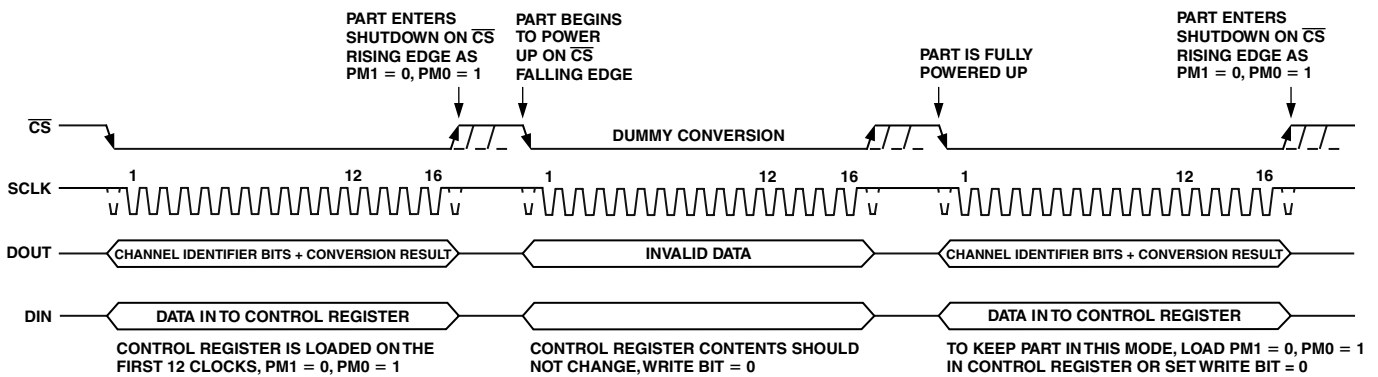 PART ENTERS
SHUTDOWN ON CS
RISING EDGE AS
PM1 = 0, PM0 = 1
PART BEGINS
TO POWER
UP ON CS
FALLING EDGE
PART IS FULLY
POWERED UP
PART ENTERS
SHUTDOWN ON CS
RISING EDGE AS
PM1 = 0, PM0 = 1
CS
DUMMY CONVERSION
SCLK
1 12 16
1 12 16
1 12 16
DOUT
CHANNEL IDENTIFIER BITS + CONVERSION RESULT
INVALID DATA
CHANNEL IDENTIFIER BITS + CONVERSION RESULT
DIN
DATA IN TO CONTROL REGISTER
DATA IN TO CONTROL REGISTER
CONTROL REGISTER IS LOADED ON THE
FIRST 12 CLOCKS, PM1 = 0, PM0 = 1
CONTROL REGISTER CONTENTS SHOULD
NOT CHANGE, WRITE BIT = 0
TO KEEP PART IN THIS MODE, LOAD PM1 = 0, PM0 = 1
IN CONTROL REGISTER OR SET WRITE BIT = 0